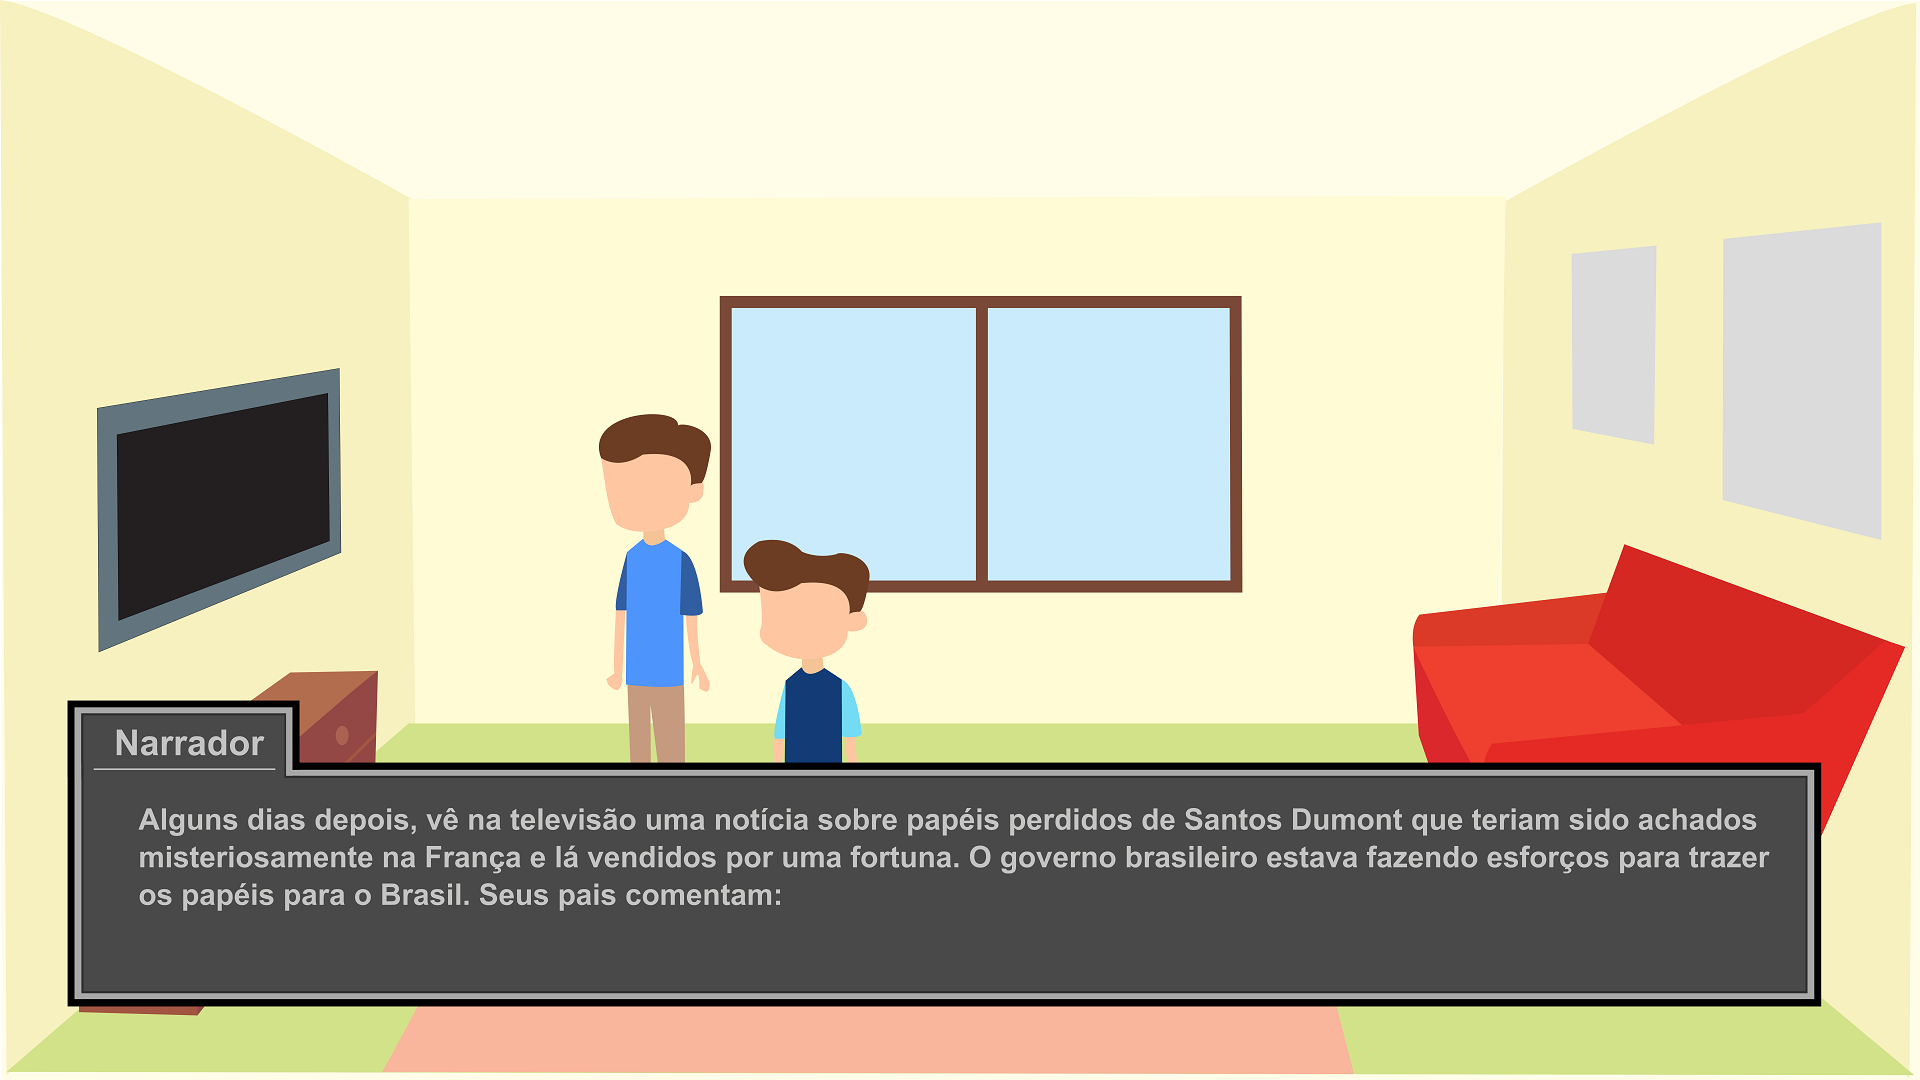 Narrador
Alguns dias depois, vê na televisão uma notícia sobre papéis perdidos de Santos Dumont que teriam sido achados
misteriosamente na França e lá vendidos por uma fortuna. O governo brasileiro estava fazendo esforços para trazer
os papéis para o Brasil. Seus pais comentam: